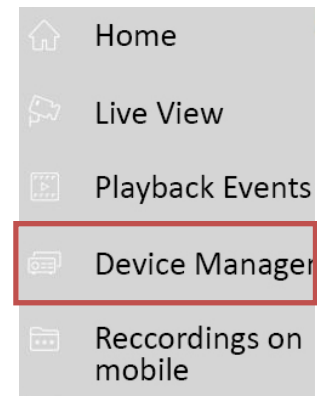 Home
Live View
Playback Events
Device Manager
Reccordings on
mobile